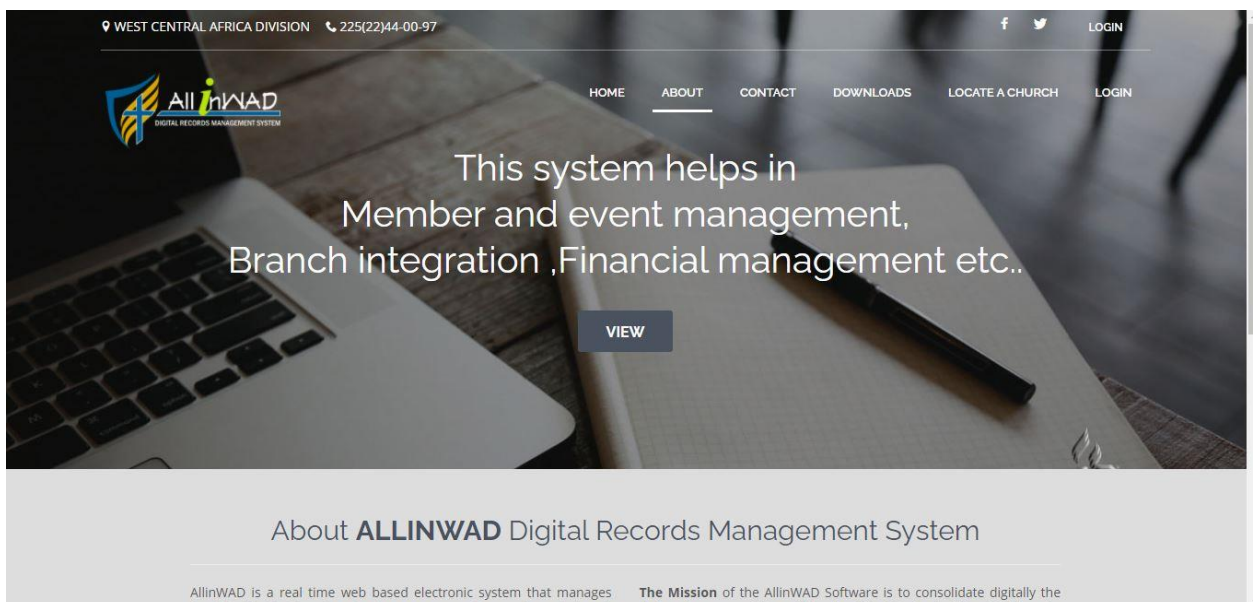 WEST CENTRAL AFRICA DIVISION 225(22)44-00-97
LOGIN
All inWAD
DIGITAL RECORDS MANAGEMENT SYSTEM
HOME ABOUT CONTACT DOWNLOADS LOCATE A CHURCH LOGIN
This system helps in
Member and event management,
Branch integration ,Financial management etc..
VIEW
About ALLINWAD Digital Records Management System
AllinWAD is a real time web based electronic system that manages
The Mission of the AllinWAD Software is to consolidate digitally the